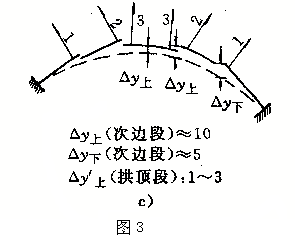 1 2 3 3 2 1
Δy上 Δy上 Δy下
Δy上(次边段)≈10
Δy下(次边段)≈5
Δy′上(拱顶段):1～3
c)
图3